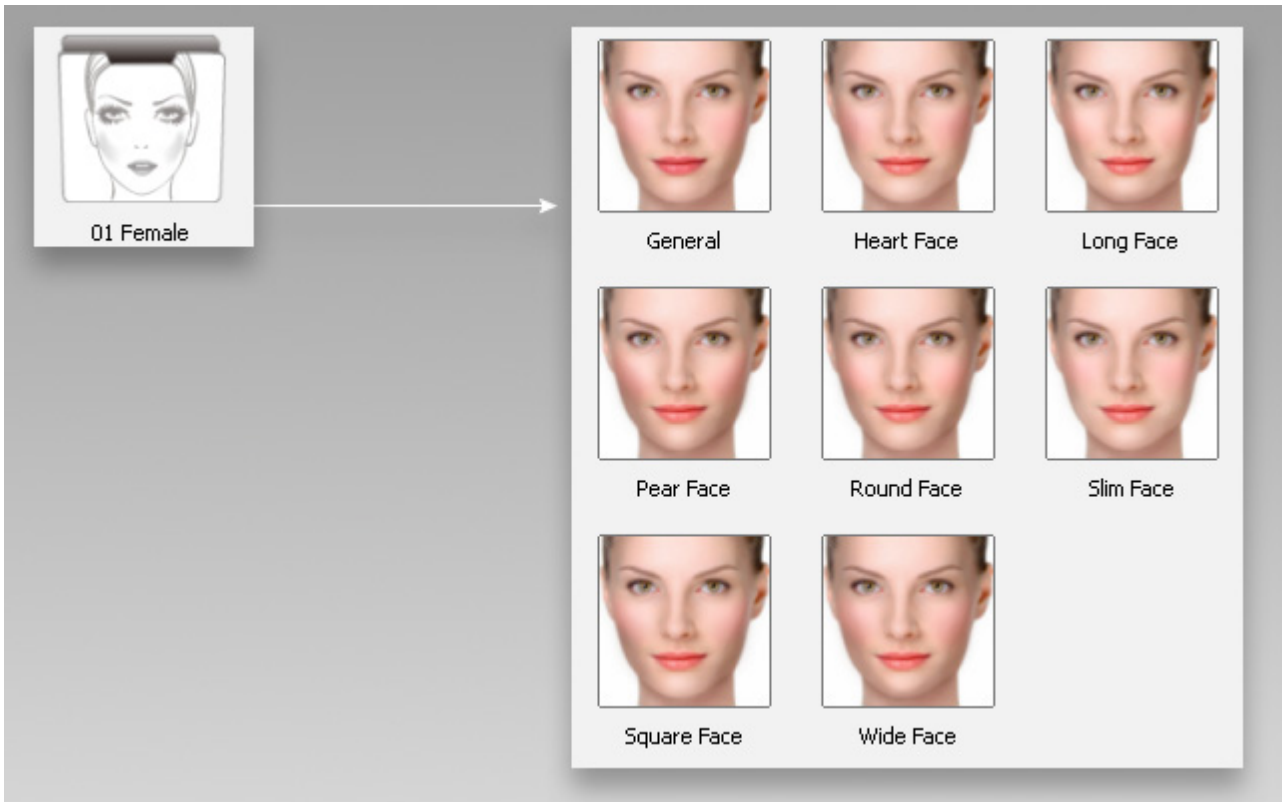 01 Female
General
Heart Face
Long Face
Pear Face
Round Face
Slim Face
Square Face
Wide Face